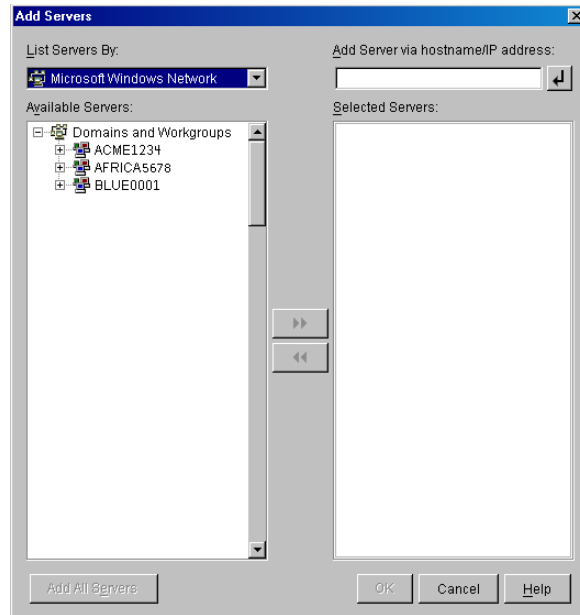 Add Servers
List Servers By:
Microsoft Windows Network
Add Server via hostname/IP address:
Available Servers:
Domains and Workgroups
ACME1234
AFRICA5678
BLUE0001
Selected Servers:
Add All Servers
OK
Cancel
Help